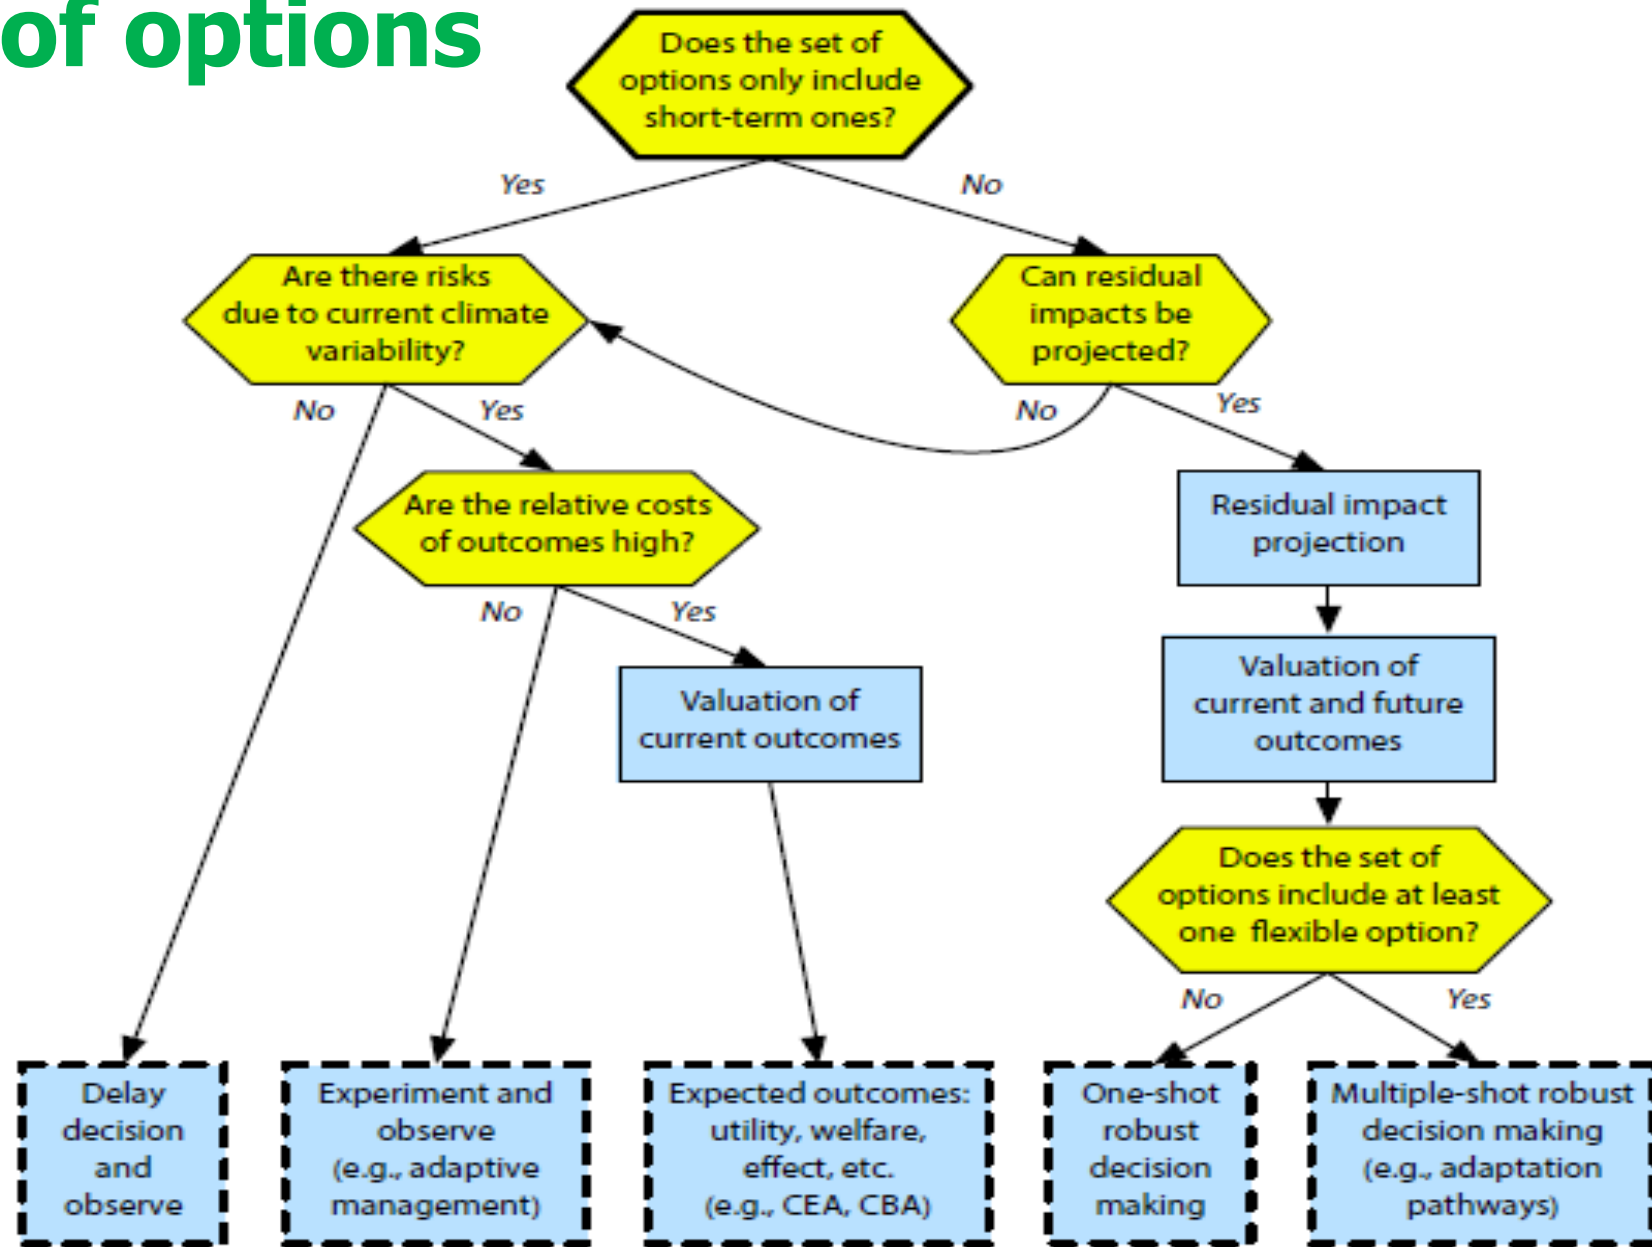 of options
Does the set of
options only include
short-term ones?
Yes
No
Are there risks
due to current climate
variability?
Can residual
impacts be
projected?
No
Yes
No
Yes
Are the relative costs
of outcomes high?
Residual impact
projection
No
Yes
Valuation of
current outcomes
Valuation of
current and future
outcomes
Does the set of
options include at least
one flexible option?
No
Yes
Delay
decision
and
observe
Experiment and
observe
(e.g., adaptive
management)
Expected outcomes:
utility, welfare,
effect, etc.
(e.g., CEA, CBA)
One-shot
robust
decision
making
Multiple-shot robust
decision making
(e.g., adaptation
pathways)